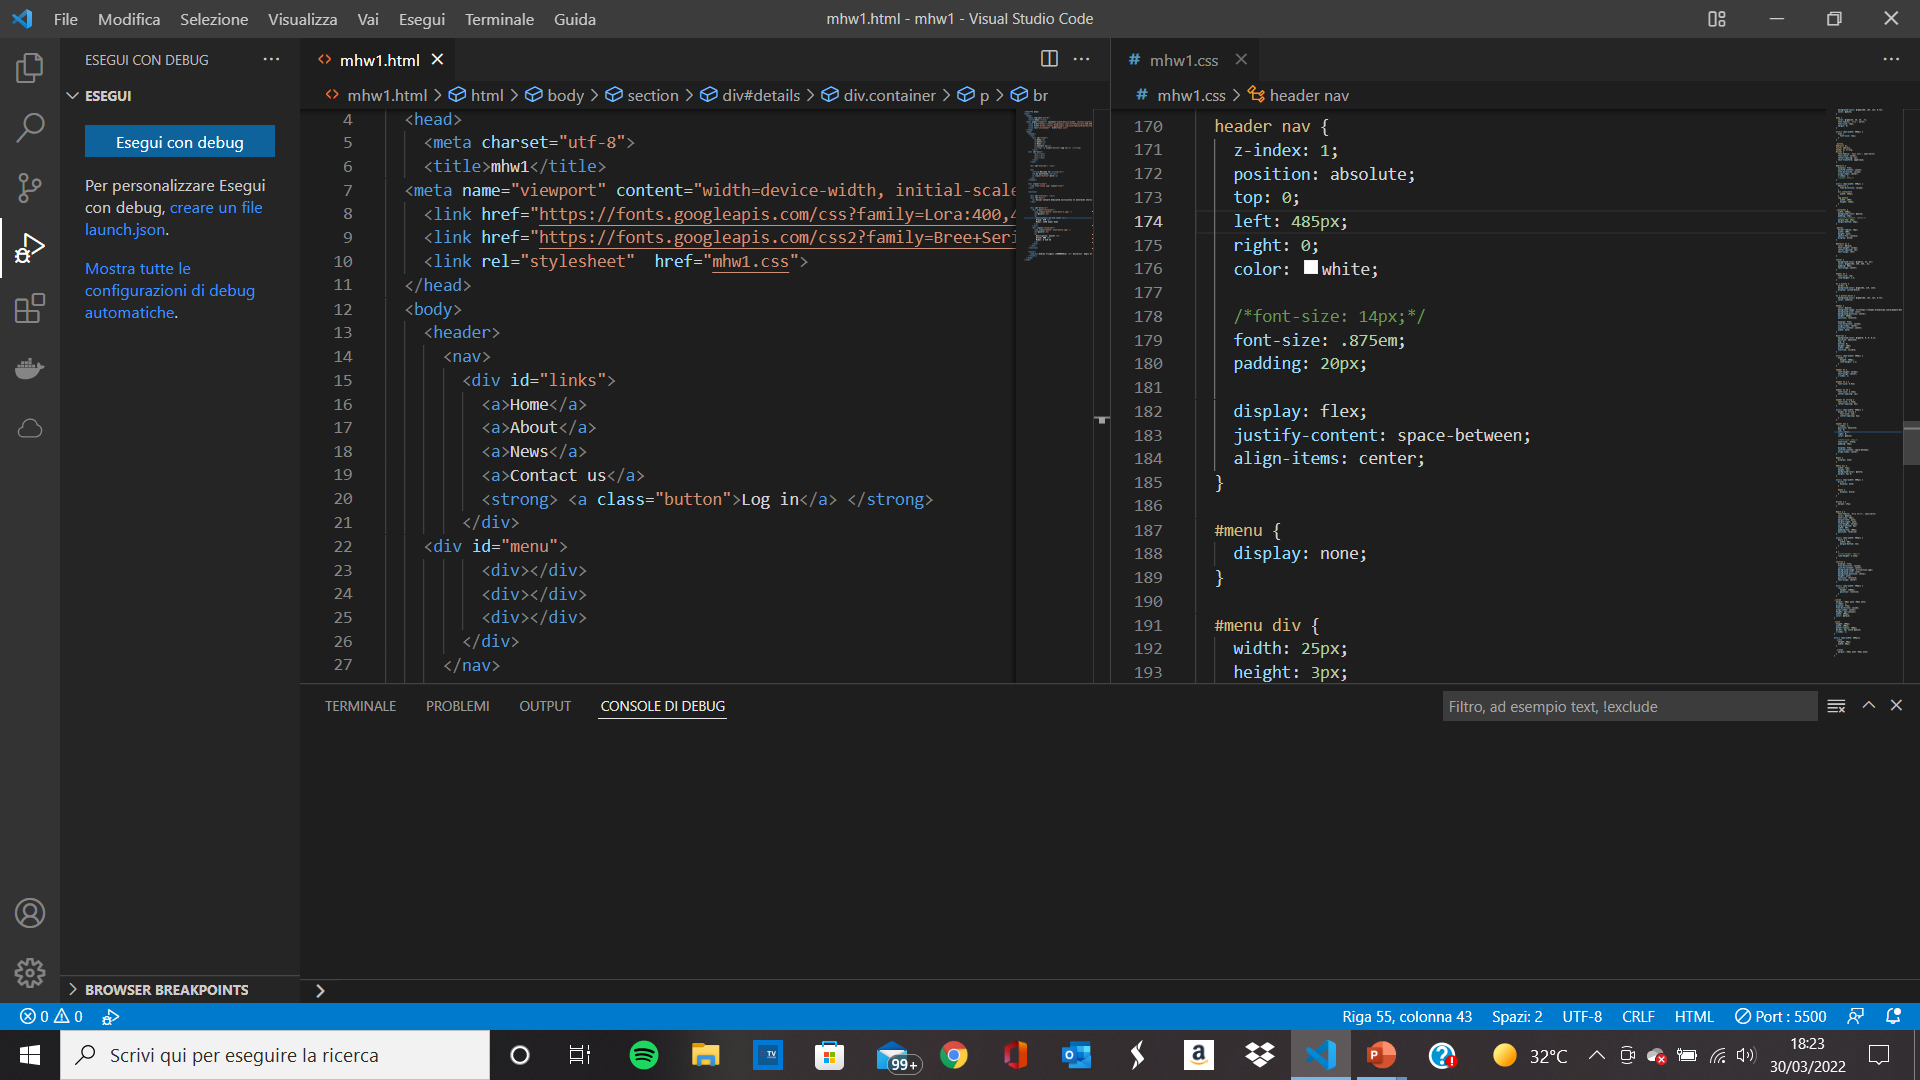 File Modifica Selezione Visualizza Vai Esegui Terminale Guida
mhw1.html - mhw1 - Visual Studio Code
ESEGUI CON DEBUG ···
ESEGUI
Esegui con debug
Per personalizzare Esegui
con debug, creare un file
launch.json.
Mostra tutte le
configurazioni di debug
automatiche.
BROWSER BREAKPOINTS
<> mhw1.html
<> mhw1.html > html > body > section > div#details > div.container > p > br
4 <head>
5 <meta charset="utf-8">
6 <title>mhw1</title>
7 <meta name="viewport" content="width=device-width, initial-scale
8 <link href="https://fonts.googleapis.com/css?family=Lora:400,4
9 <link href="https://fonts.googleapis.com/css2?family=Bree+Seri
10 <link rel="stylesheet"  href="mhw1.css">
11 </head>
12 <body>
13 <header>
14 <nav>
15 <div id="links">
16 <a>Home</a>
17 <a>About</a>
18 <a>News</a>
19 <a>Contact us</a>
20 <strong> <a class="button">Log in</a> </strong>
21 </div>
22 <div id="menu">
23 <div></div>
24 <div></div>
25 <div></div>
26 </div>
27 </nav>
# mhw1.css
# mhw1.css > header nav
170 header nav {
171 z-index: 1;
172 position: absolute;
173 top: 0;
174 left: 485px;
175 right: 0;
176 color: white;
177
178 /*font-size: 14px;*/
179 font-size: .875em;
180 padding: 20px;
181
182 display: flex;
183 justify-content: space-between;
184 align-items: center;
185 }
186
187 #menu {
188 display: none;
189 }
190
191 #menu div {
192 width: 25px;
193 height: 3px;
TERMINALE PROBLEMI OUTPUT CONSOLE DI DEBUG
Filtro, ad esempio text, !exclude
0 0
Riga 55, colonna 43 Spazi: 2 UTF-8 CRLF HTML Port : 5500
Scrivi qui per eseguire la ricerca
TV
99+
32°C
18:23
30/03/2022